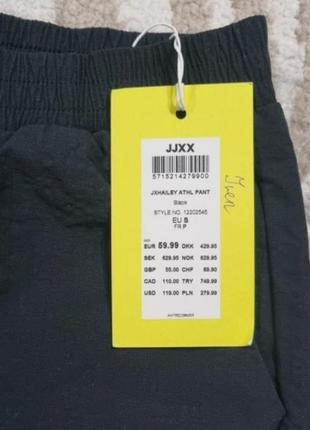 JJXX
5715214279900
JXHAILEY ATHL PANT
Black
STYLE NO. 12202545
EU S
FR P
EUR 59.99 DKK 429.95
SEK 629.95 NOK 629.95
GBP 55.00 CHF 69.90
CAD 110.00 TRY 749.99
USD 119.00 PLN 279.99